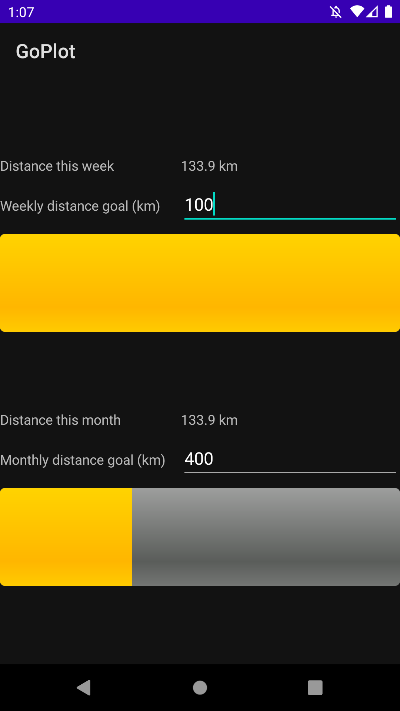 1:07
GoPlot
Distance this week 133.9 km
Weekly distance goal (km) 100
Distance this month 133.9 km
Monthly distance goal (km) 400